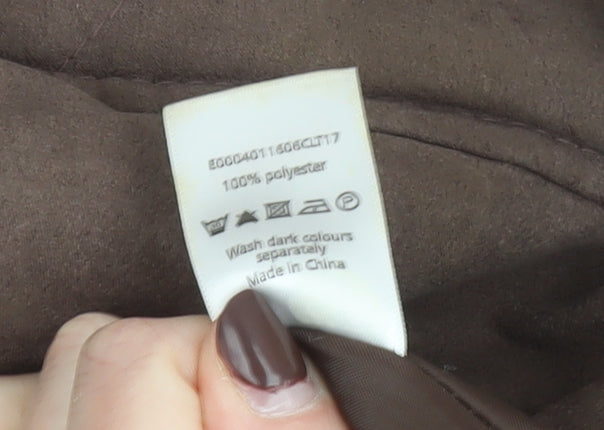 E0004011606CLT17
100% polyester
Wash dark colours
separately
Made in China